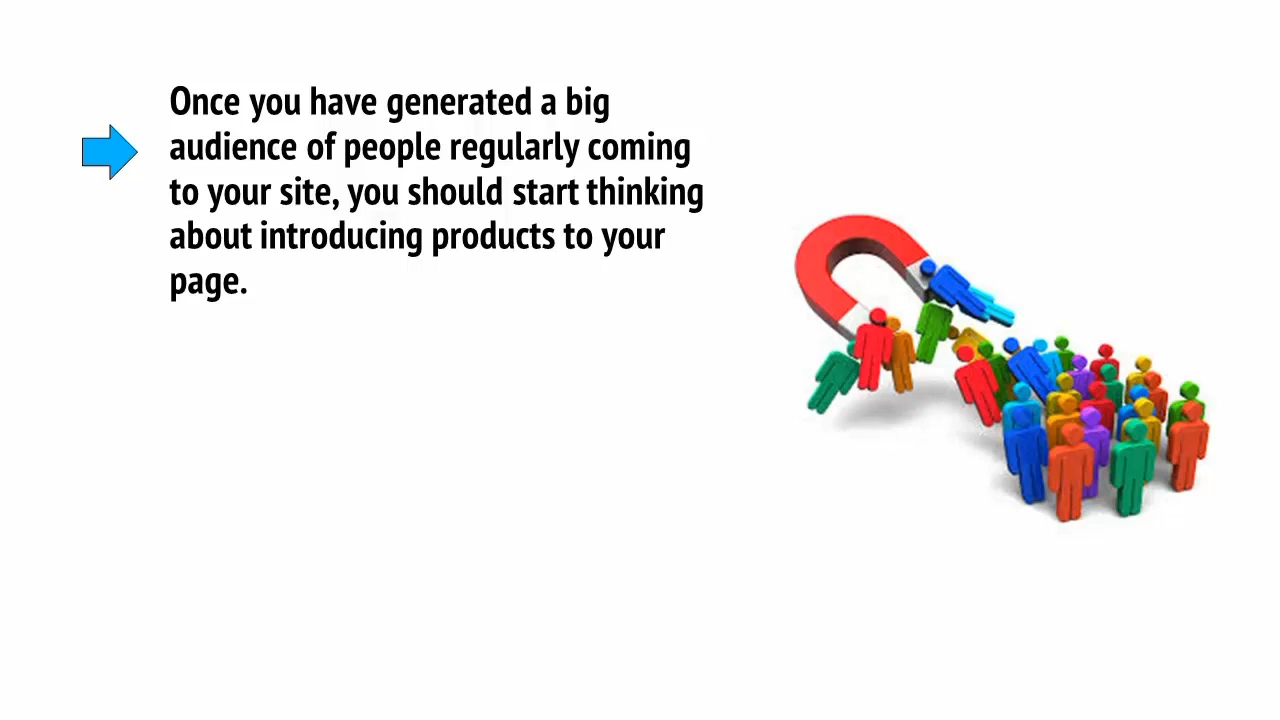 Once you have generated a big
audience of people regularly coming
to your site, you should start thinking
about introducing products to your
page.